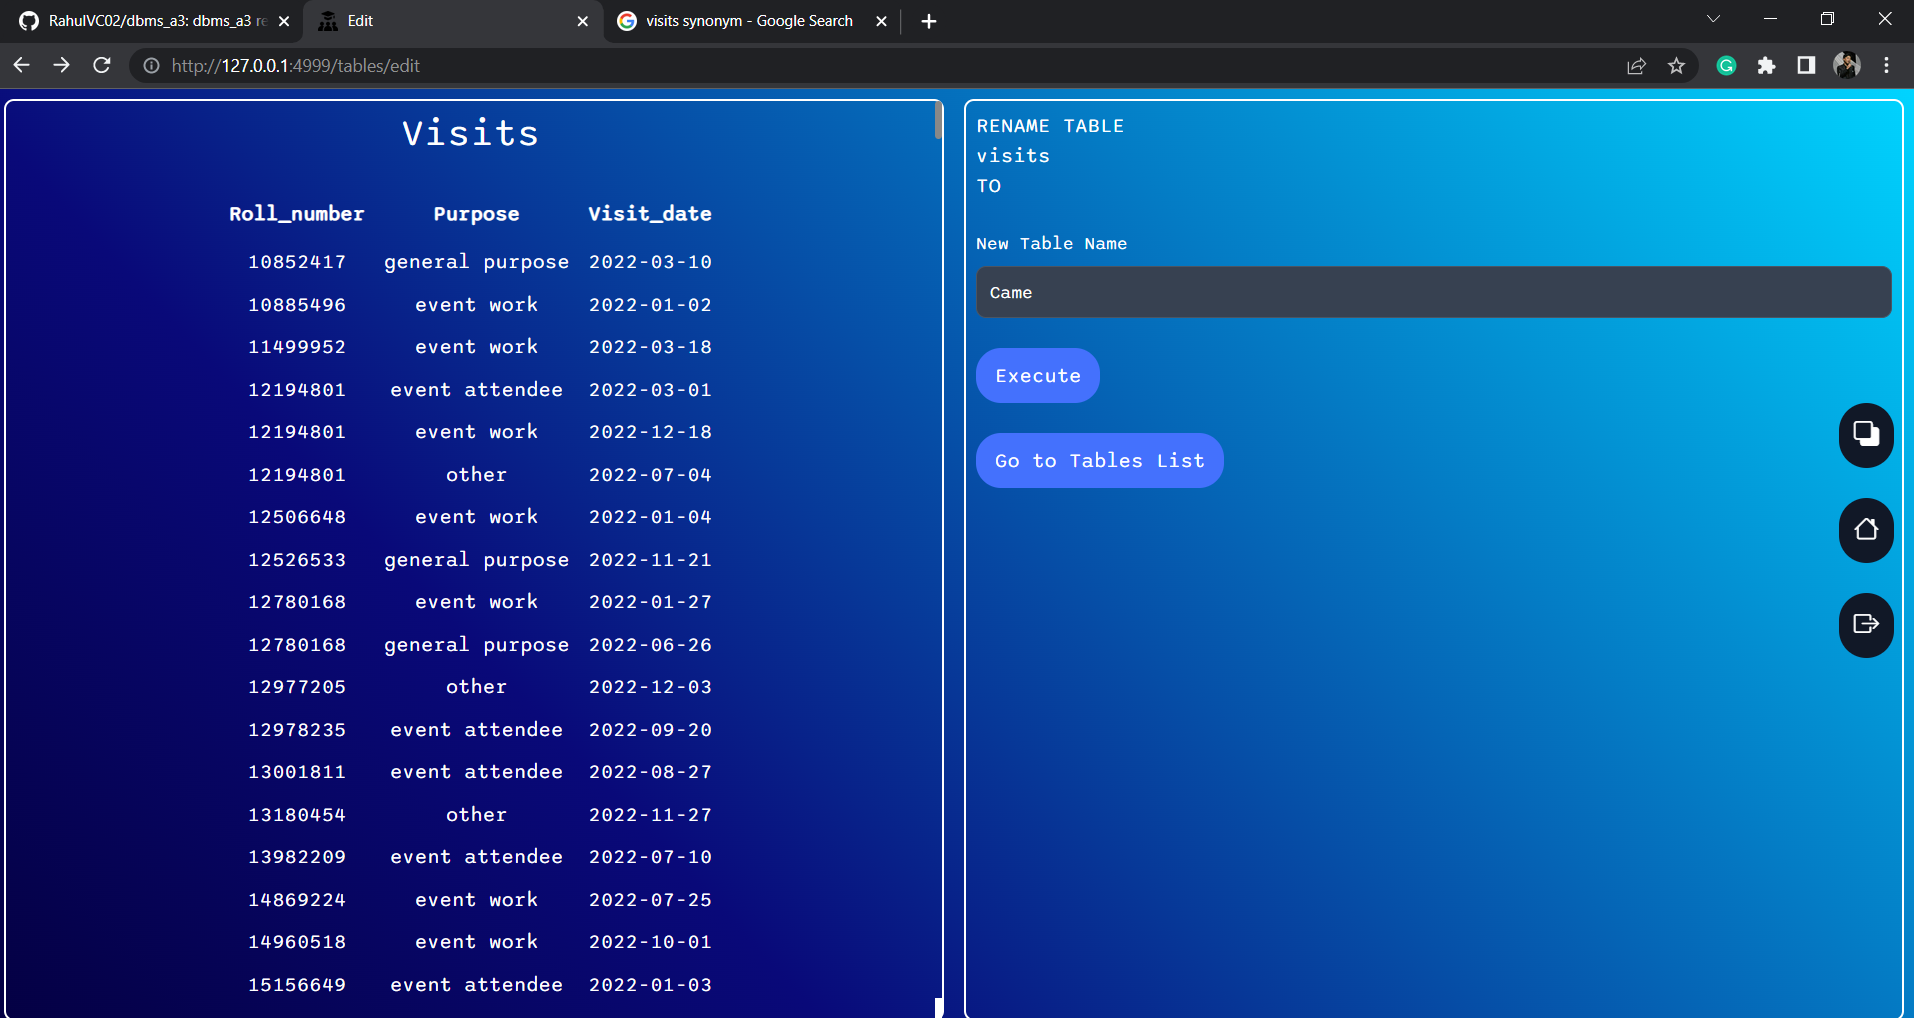 RahulVC02/dbms_a3: dbms_a3 re
Edit
visits synonym - Google Search
http://127.0.0.1:4999/tables/edit
Visits
Roll_number Purpose Visit_date
10852417 general purpose 2022-03-10
10885496 event work 2022-01-02
11499952 event work 2022-03-18
12194801 event attendee 2022-03-01
12194801 event work 2022-12-18
12194801 other 2022-07-04
12506648 event work 2022-01-04
12526533 general purpose 2022-11-21
12780168 event work 2022-01-27
12780168 general purpose 2022-06-26
12977205 other 2022-12-03
12978235 event attendee 2022-09-20
13001811 event attendee 2022-08-27
13180454 other 2022-11-27
13982209 event attendee 2022-07-10
14869224 event work 2022-07-25
14960518 event work 2022-10-01
15156649 event attendee 2022-01-03
RENAME TABLE
visits
TO
New Table Name
Came
Execute
Go to Tables List